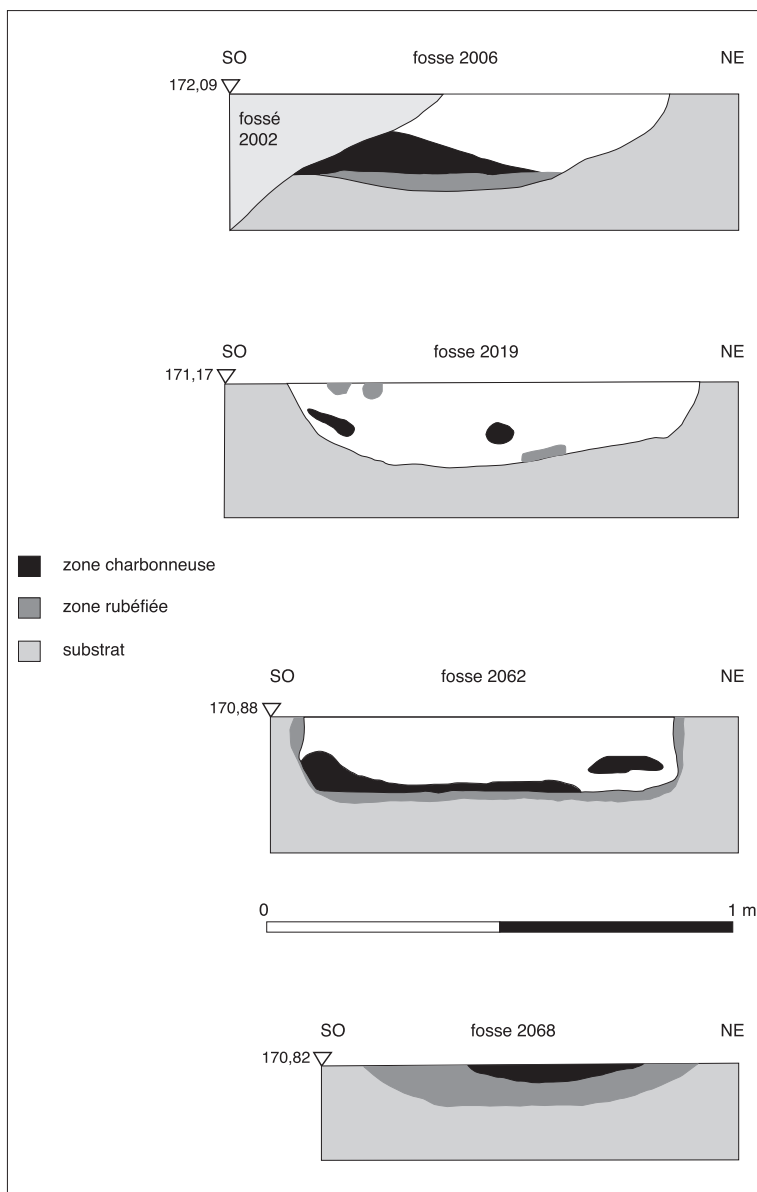 SO fosse 2006 NE
172,09
fossé
2002
SO fosse 2019 NE
171,17
zone charbonneuse
zone rubéfiée
substrat
SO fosse 2062 NE
170,88
0 1 m
SO fosse 2068 NE
170,82